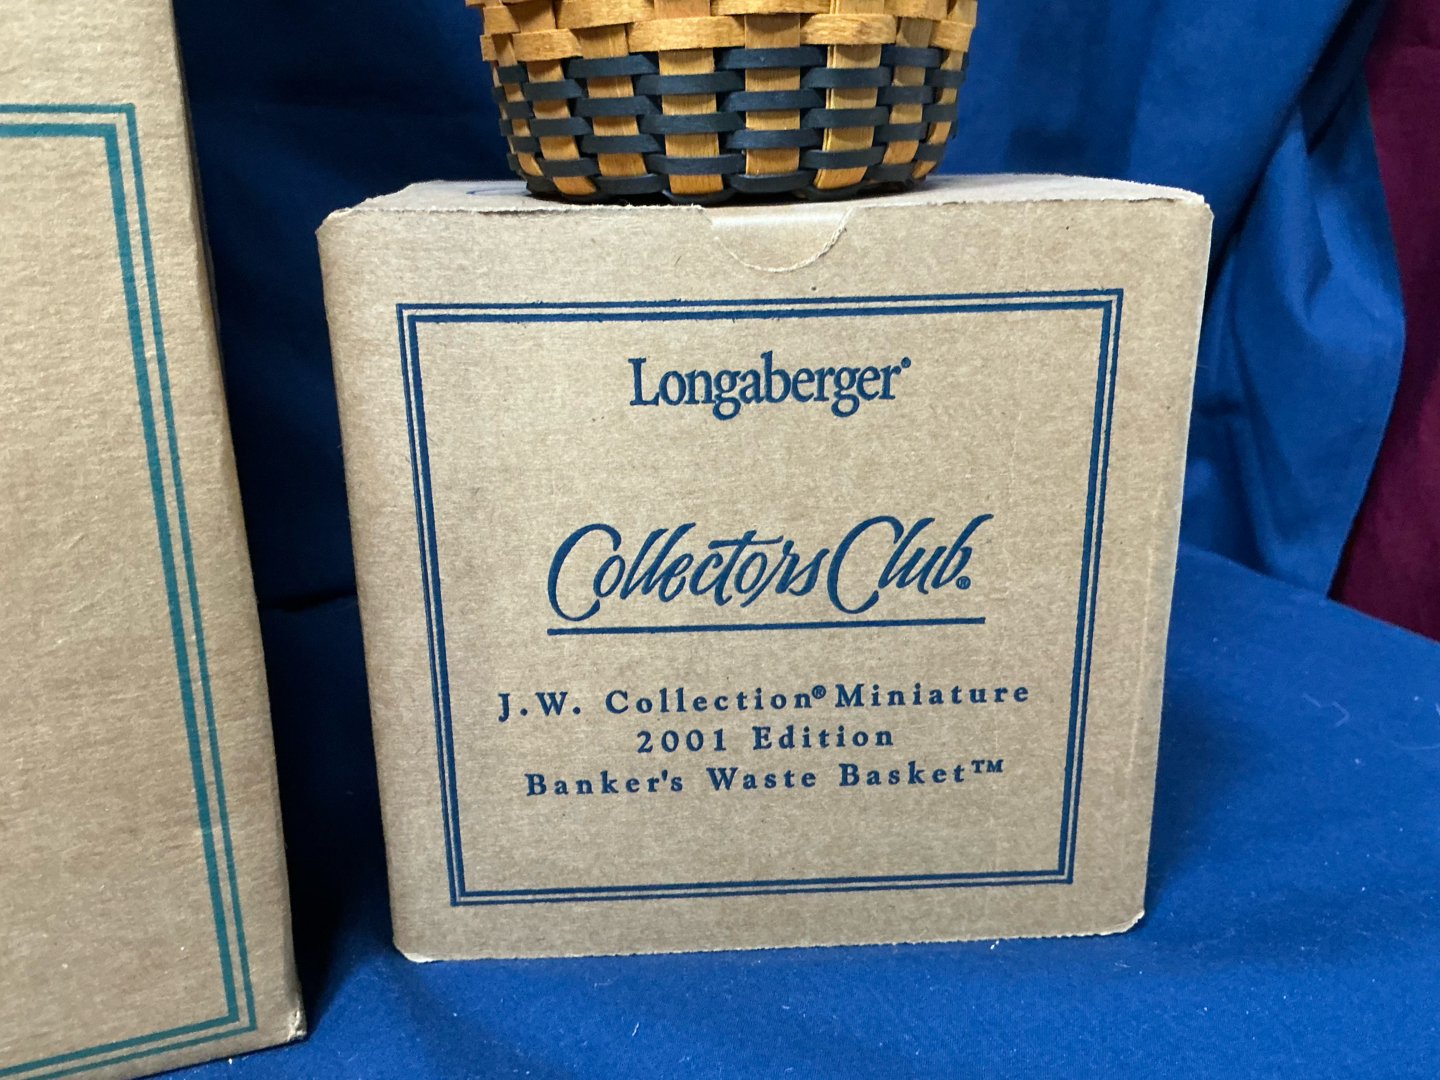 Longaberger®
Collectors Club®
J.W. Collection® Miniature
2001 Edition
Banker's Waste Basket™